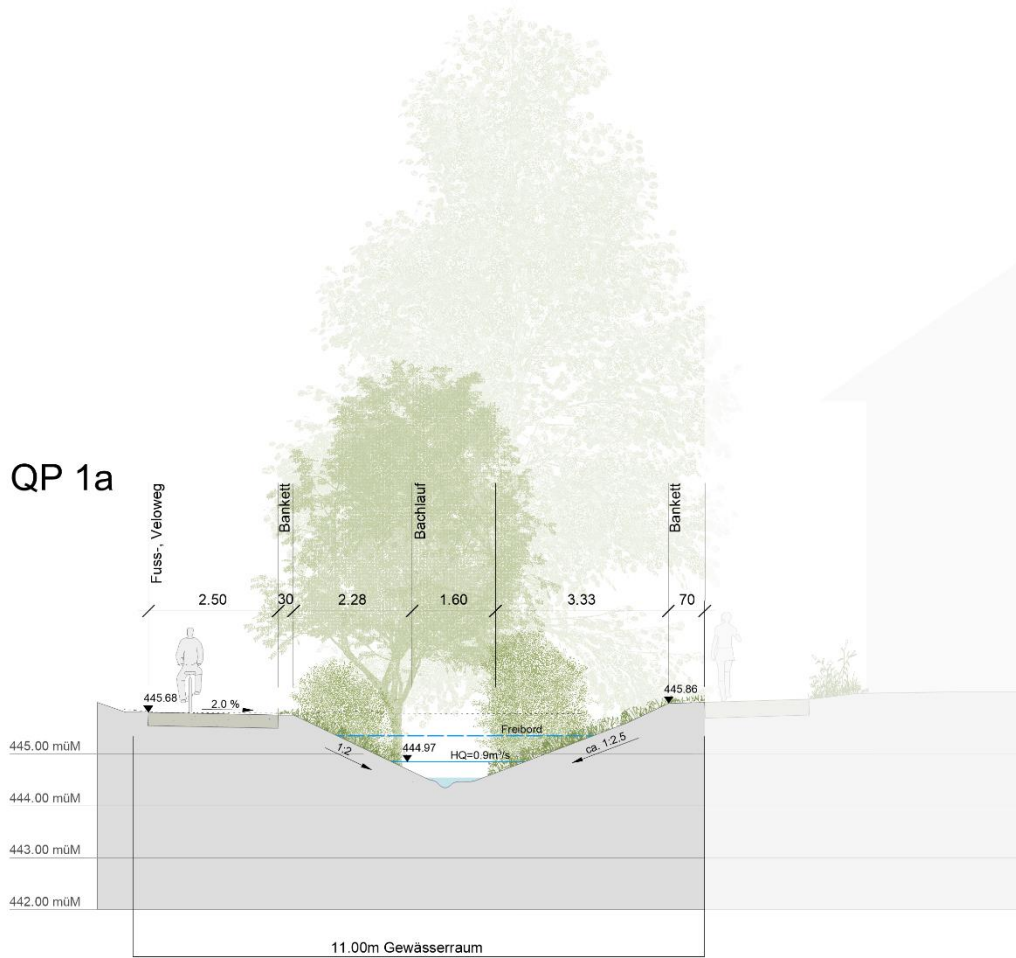 QP 1a
Fuss-, Veloweg
Bankett
Bachlauf
Bankett
2.50
30
2.28
1.60
3.33
70
445.68
2.0 %
445.86
Freibord
1:2
444.97
HQ=0.9m³/s
ca. 1:2.5
445.00 müM
444.00 müM
443.00 müM
442.00 müM
11.00m Gewässerraum